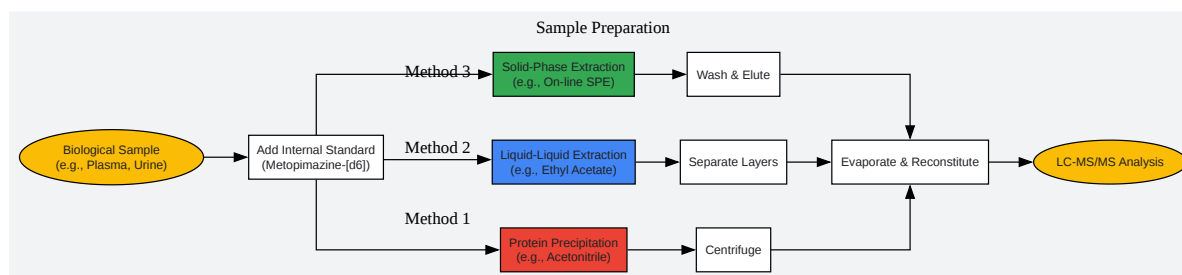 Sample Preparation
Method 3
Solid-Phase Extraction
(e.g., On-line SPE)
Wash & Elute
Biological Sample
(e.g., Plasma, Urine)
Add Internal Standard
(Metopimazine-[d6])
Method 2
Liquid-Liquid Extraction
(e.g., Ethyl Acetate)
Separate Layers
Evaporate & Reconstitute
LC-MS/MS Analysis
Method 1
Protein Precipitation
(e.g., Acetonitrile)
Centrifuge